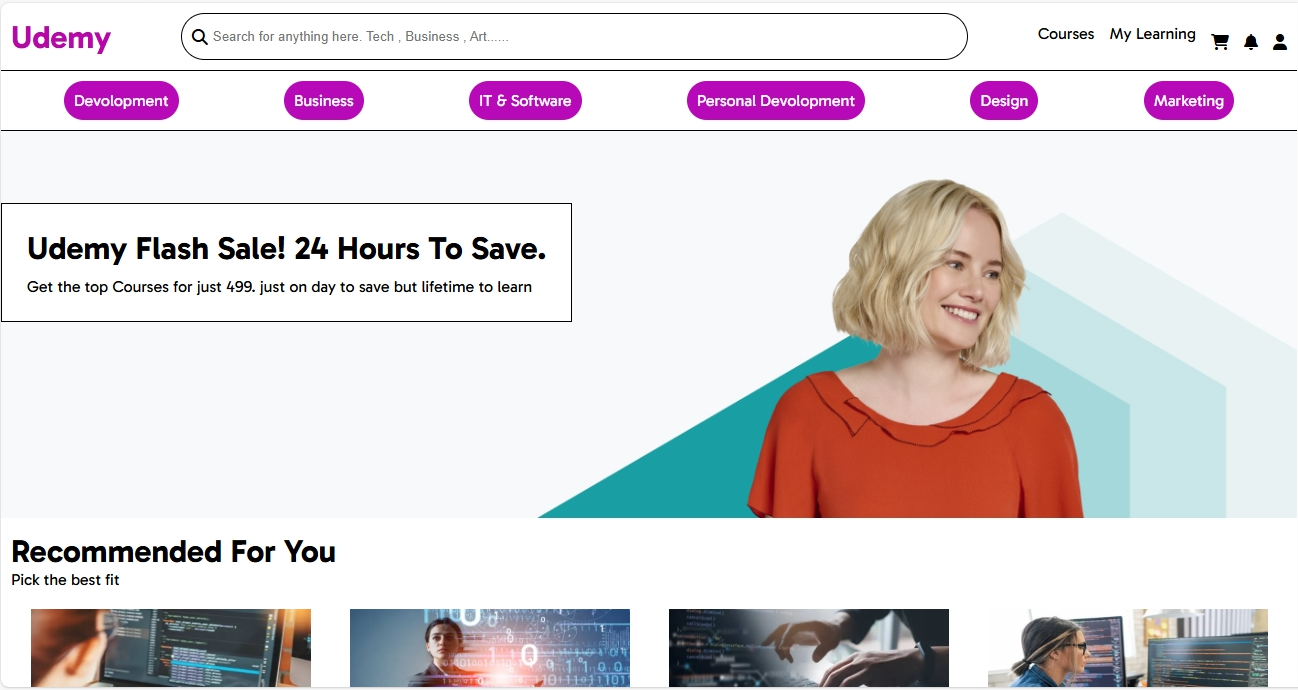 Udemy
Search for anything here. Tech , Business , Art......
Courses
My Learning
Devolopment
Business
IT & Software
Personal Devolopment
Design
Marketing
Udemy Flash Sale! 24 Hours To Save.
Get the top Courses for just 499. just on day to save but lifetime to learn
Recommended For You
Pick the best fit